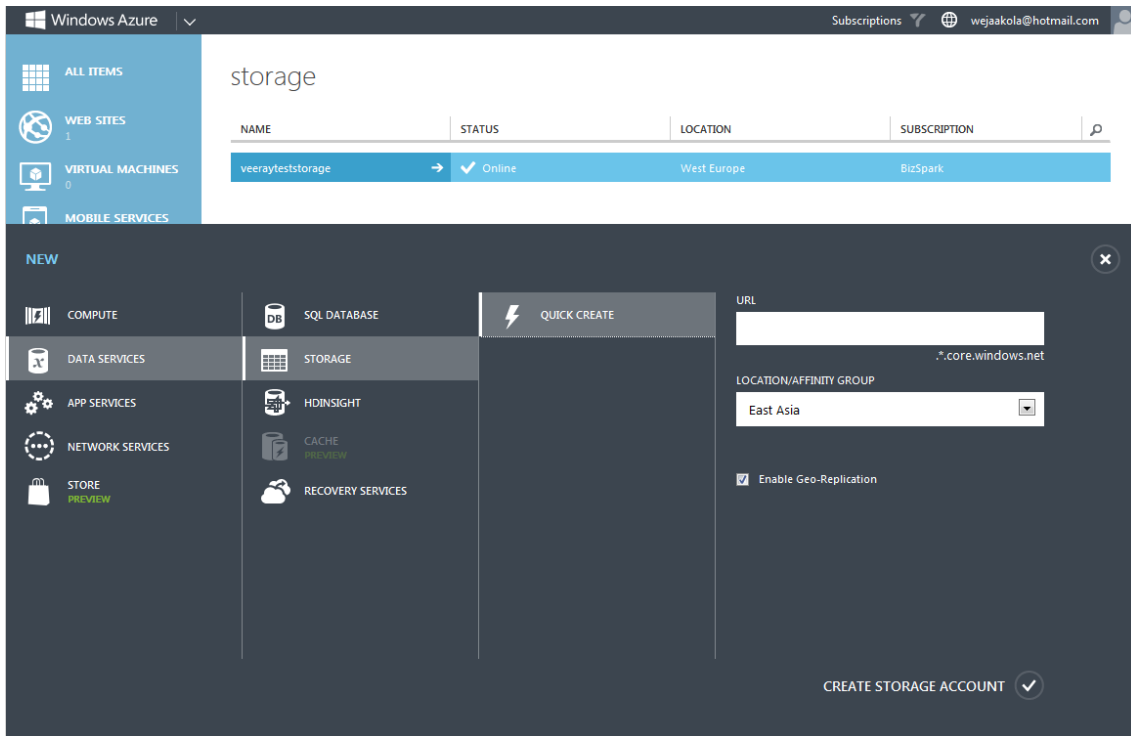 Windows Azure
Subscriptions wejaakola@hotmail.com
ALL ITEMS
WEB SITES
1
VIRTUAL MACHINES
0
MOBILE SERVICES
storage
NAME STATUS LOCATION SUBSCRIPTION
veerayteststorage Online West Europe BizSpark
NEW
COMPUTE
DATA SERVICES
APP SERVICES
NETWORK SERVICES
STORE
PREVIEW
DB SQL DATABASE
STORAGE
HDINSIGHT
CACHE
PREVIEW
RECOVERY SERVICES
QUICK CREATE
URL
.*.core.windows.net
LOCATION/AFFINITY GROUP
East Asia
Enable Geo-Replication
CREATE STORAGE ACCOUNT